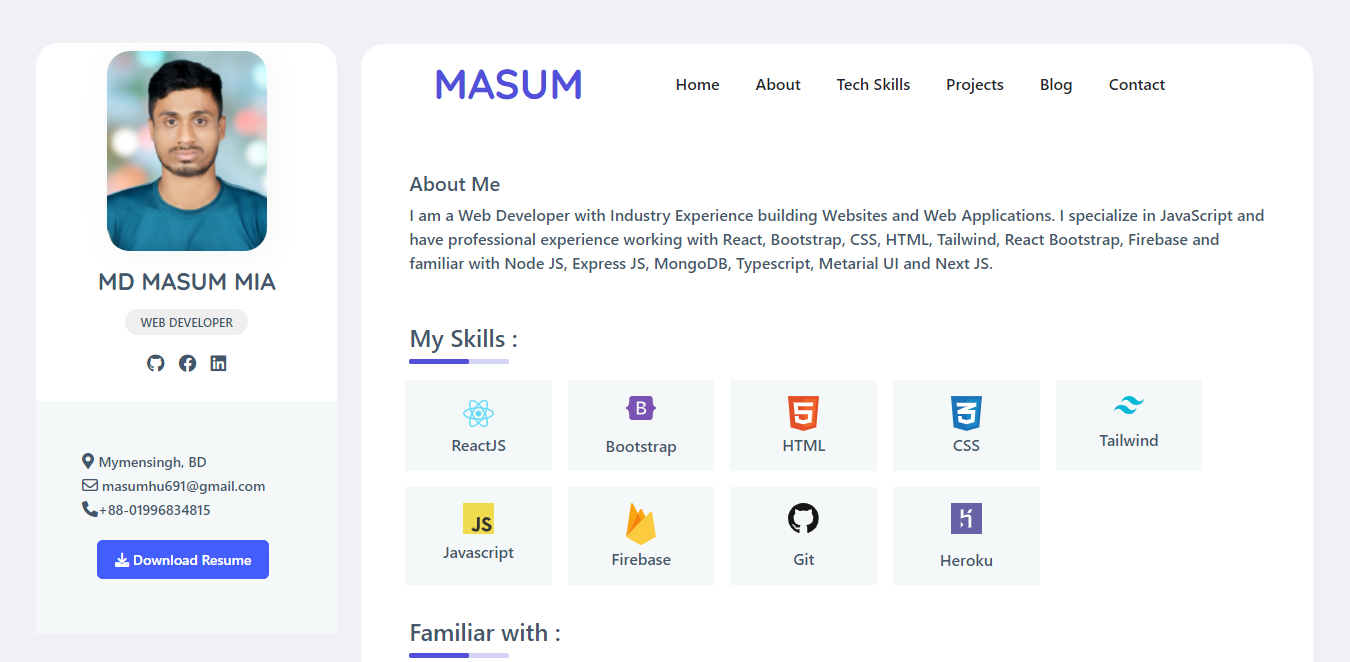 MD MASUM MIA
WEB DEVELOPER
Mymensingh, BD
masumhu691@gmail.com
+88-01996834815
Download Resume
MASUM
Home About Tech Skills Projects Blog Contact
About Me
I am a Web Developer with Industry Experience building Websites and Web Applications. I specialize in JavaScript and
have professional experience working with React, Bootstrap, CSS, HTML, Tailwind, React Bootstrap, Firebase and
familiar with Node JS, Express JS, MongoDB, Typescript, Metarial UI and Next JS.
My Skills :
B
5
3
ReactJS Bootstrap HTML CSS Tailwind
JS
Javascript Firebase Git Heroku
Familiar with :